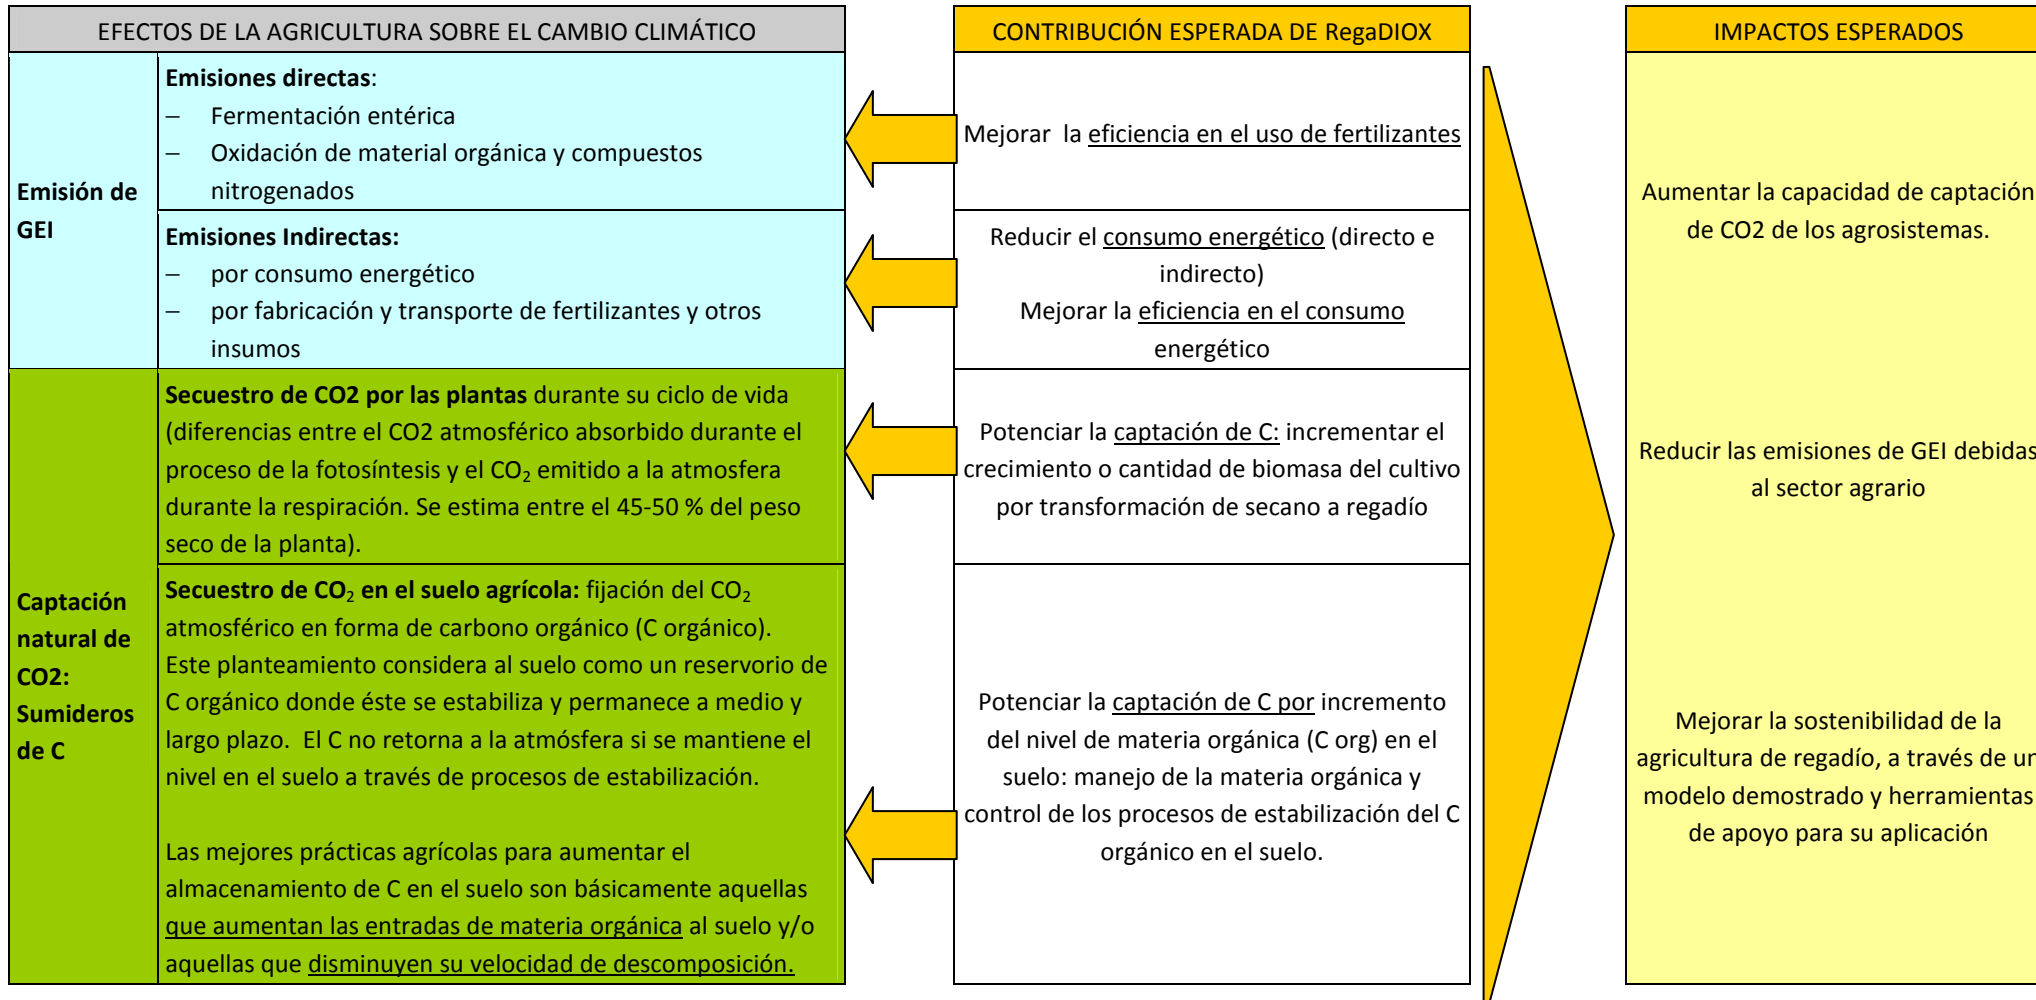 EFECTOS DE LA AGRICULTURA SOBRE EL CAMBIO CLIMÁTICO
Emisión de
GEI
Emisiones directas:
– Fermentación entérica
– Oxidación de material orgánica y compuestos
nitrogenados
Emisiones Indirectas:
– por consumo energético
– por fabricación y transporte de fertilizantes y otros
insumos
Captación
natural de
CO2:
Sumideros
de C
Secuestro de CO2 por las plantas durante su ciclo de vida
(diferencias entre el CO2 atmosférico absorbido durante el
proceso de la fotosíntesis y el CO₂ emitido a la atmosfera
durante la respiración. Se estima entre el 45-50 % del peso
seco de la planta).
Secuestro de CO₂ en el suelo agrícola: fijación del CO₂
atmosférico en forma de carbono orgánico (C orgánico).
Este planteamiento considera al suelo como un reservorio de
C orgánico donde éste se estabiliza y permanece a medio y
largo plazo. El C no retorna a la atmósfera si se mantiene el
nivel en el suelo a través de procesos de estabilización.
Las mejores prácticas agrícolas para aumentar el
almacenamiento de C en el suelo son básicamente aquellas
que aumentan las entradas de materia orgánica al suelo y/o
aquellas que disminuyen su velocidad de descomposición.
CONTRIBUCIÓN ESPERADA DE RegaDIOX
Mejorar la eficiencia en el uso de fertilizantes
Reducir el consumo energético (directo e
indirecto)
Mejorar la eficiencia en el consumo
energético
Potenciar la captación de C: incrementar el
crecimiento o cantidad de biomasa del cultivo
por transformación de secano a regadío
Potenciar la captación de C por incremento
del nivel de materia orgánica (C org) en el
suelo: manejo de la materia orgánica y
control de los procesos de estabilización del C
orgánico en el suelo.
IMPACTOS ESPERADOS
Aumentar la capacidad de captación
de CO2 de los agrosistemas.
Reducir las emisiones de GEI debidas
al sector agrario
Mejorar la sostenibilidad de la
agricultura de regadío, a través de un
modelo demostrado y herramientas
de apoyo para su aplicación